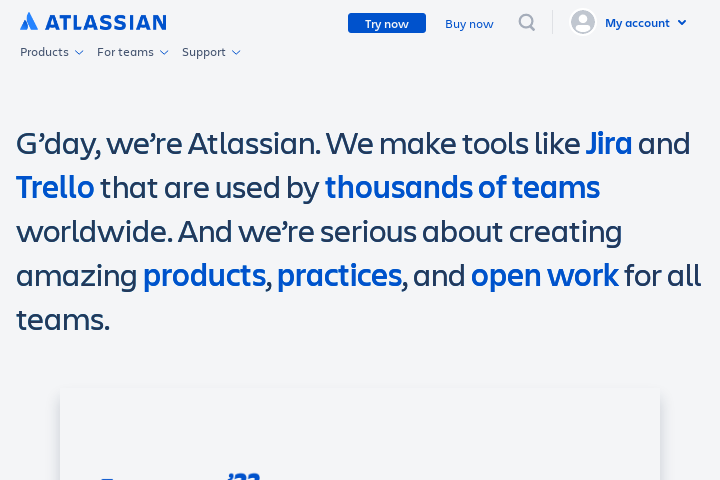 ATLASSIAN
Try now
Buy now
My account
Products
For teams
Support
G’day, we’re Atlassian. We make tools like Jira and
Trello that are used by thousands of teams
worldwide. And we’re serious about creating
amazing products, practices, and open work for all
teams.